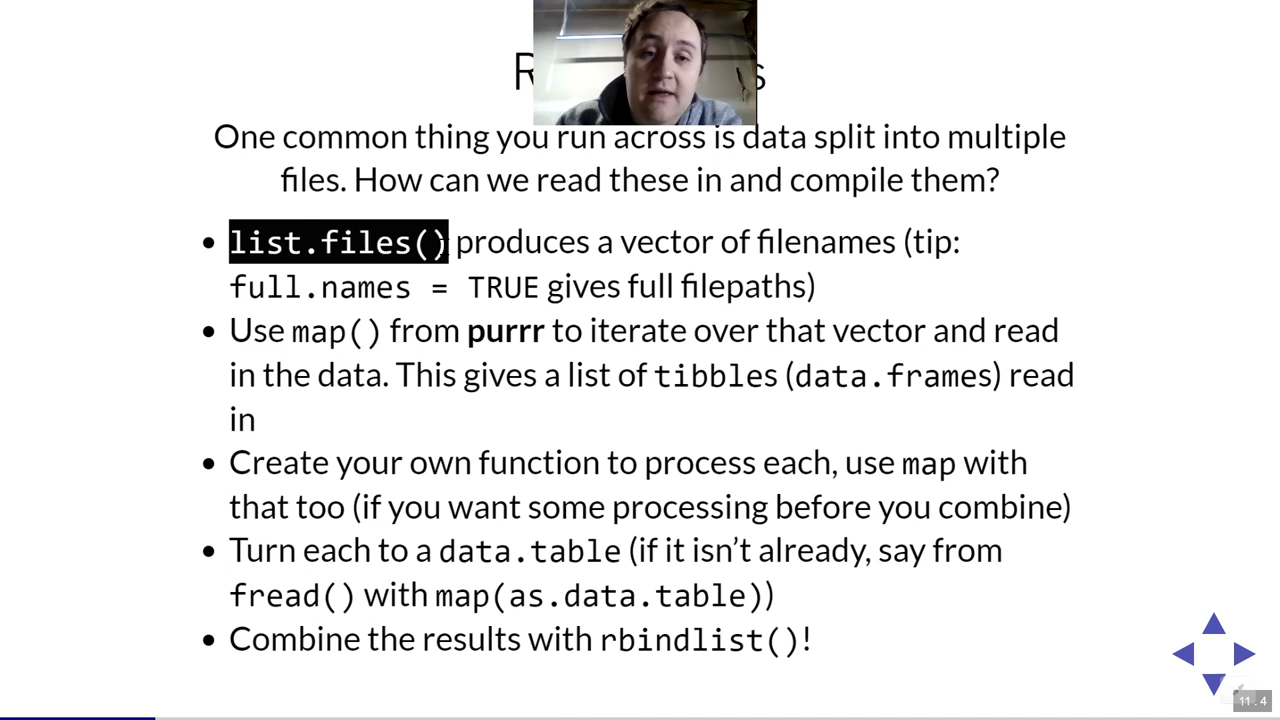 One common thing you run across is data split into multiple
files. How can we read these in and compile them?
• list.files() produces a vector of filenames (tip:
full.names = TRUE gives full filepaths)
• Use map() from purrr to iterate over that vector and read
in the data. This gives a list of tibbles (data.frames) read
in
• Create your own function to process each, use map with
that too (if you want some processing before you combine)
• Turn each to a data.table (if it isn’t already, say from
fread() with map(as.data.table))
• Combine the results with rbindlist()!
11.4